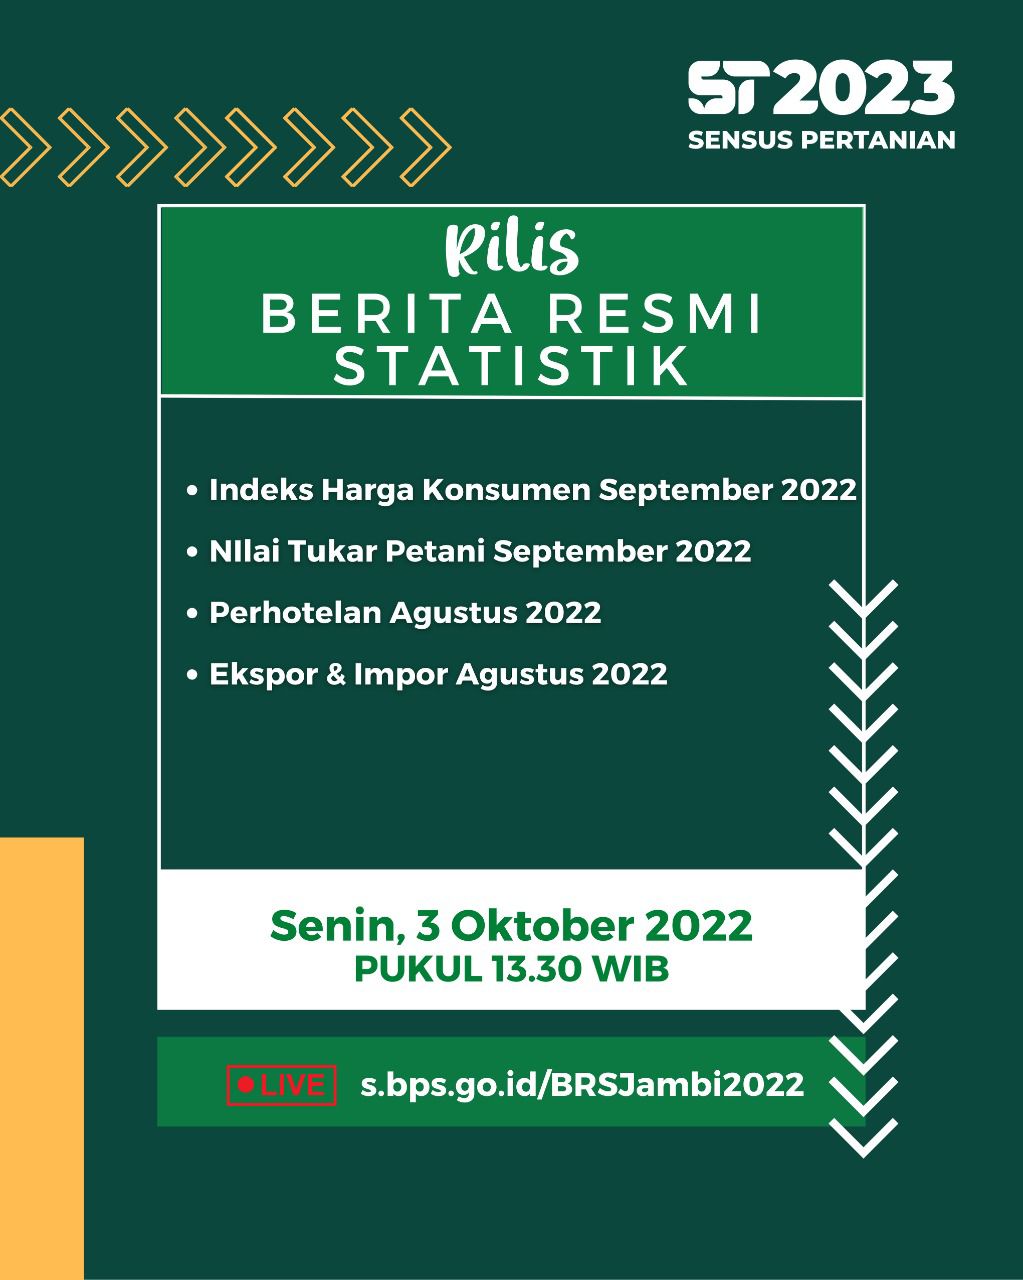 ST2023
SENSUS PERTANIAN
Rilis
BERITA RESMI
STATISTIK
• Indeks Harga Konsumen September 2022
• NIlai Tukar Petani September 2022
• Perhotelan Agustus 2022
• Ekspor & Impor Agustus 2022
Senin, 3 Oktober 2022
PUKUL 13.30 WIB
LIVE s.bps.go.id/BRSJambi2022